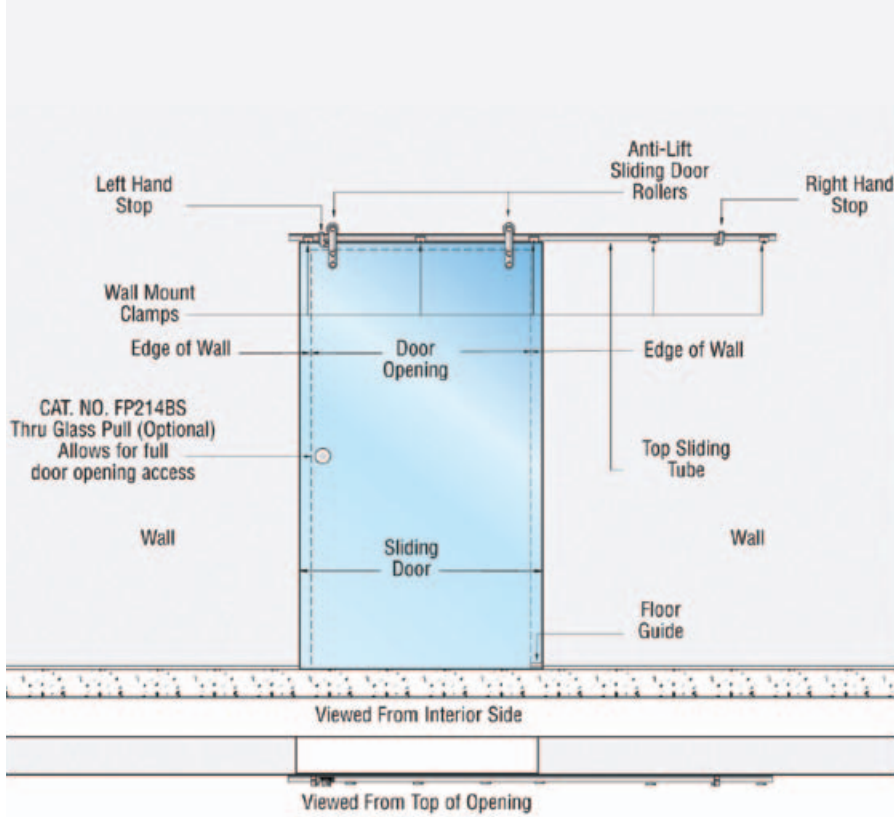 Anti-Lift
Sliding Door
Rollers
Left Hand
Stop
Right Hand
Stop
Wall Mount
Clamps
Edge of Wall
Door
Opening
Edge of Wall
CAT. NO. FP214BS
Thru Glass Pull (Optional)
Allows for full
door opening access
Top Sliding
Tube
Wall
Wall
Sliding
Door
Floor
Guide
Viewed From Interior Side
Viewed From Top of Opening